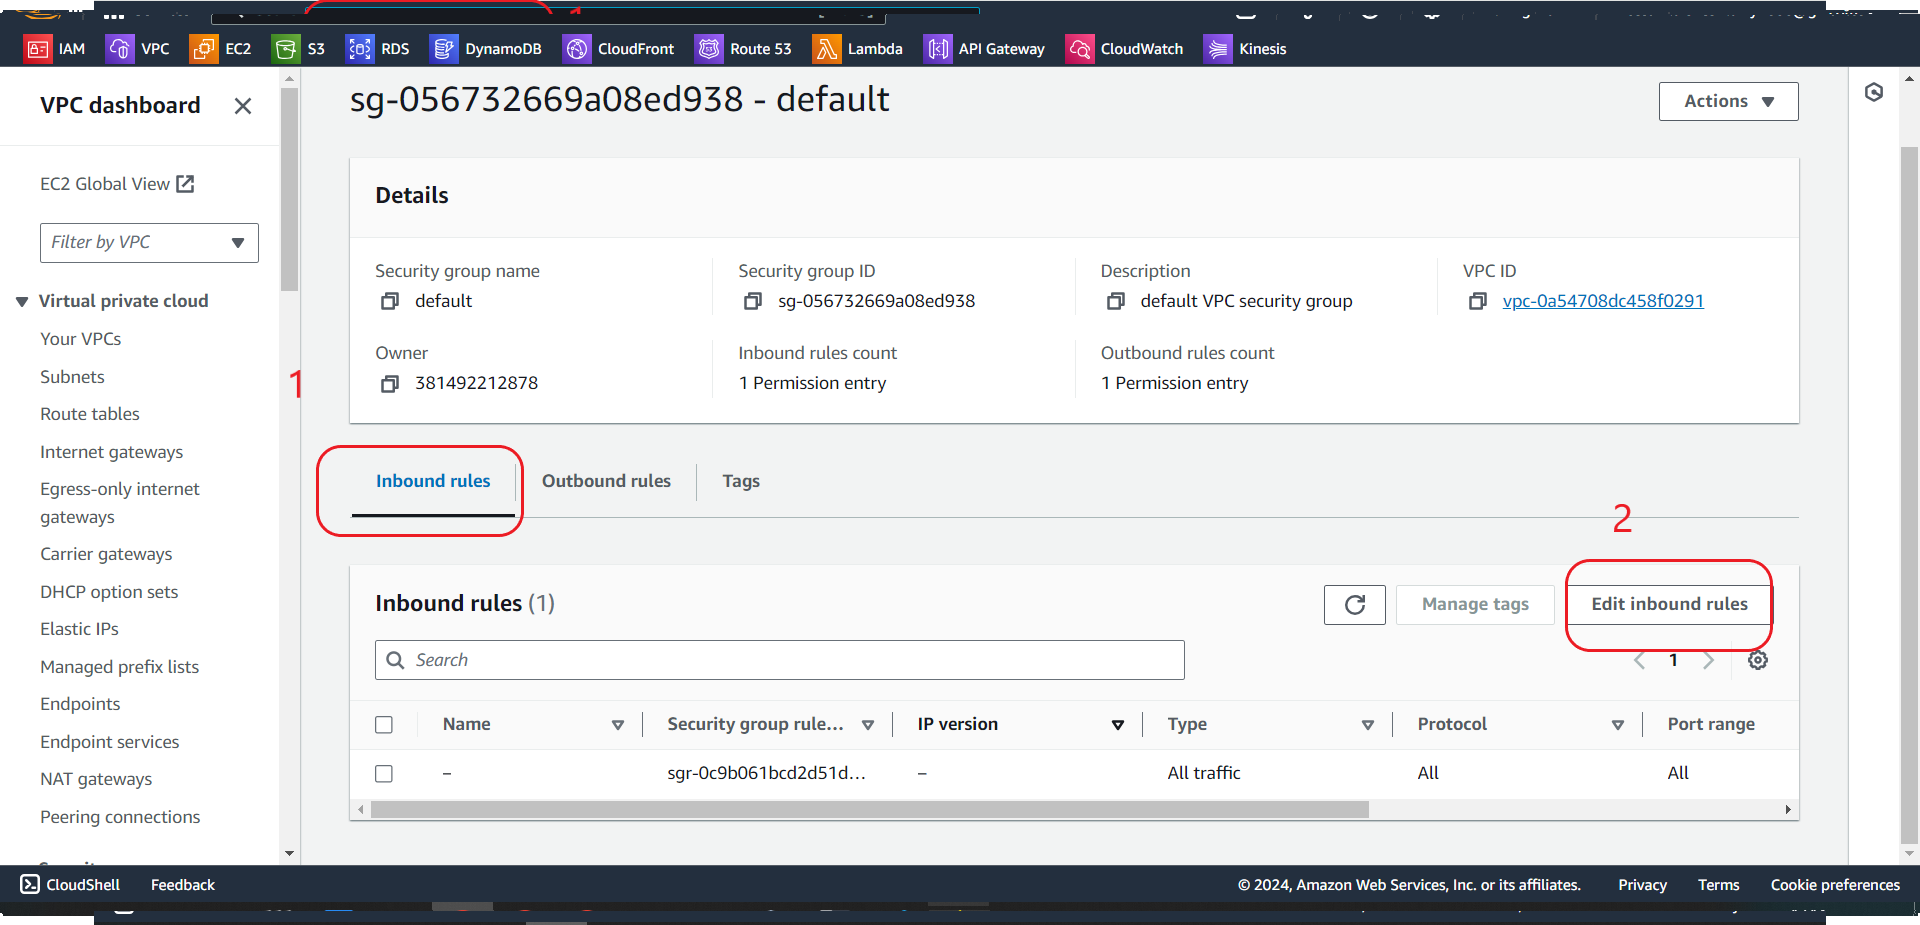 IAM VPC EC2 S3 RDS DynamoDB CloudFront Route 53 Lambda API Gateway CloudWatch Kinesis
VPC dashboard
EC2 Global View
Filter by VPC
Virtual private cloud
Your VPCs
Subnets
Route tables
Internet gateways
Egress-only internet
gateways
Carrier gateways
DHCP option sets
Elastic IPs
Managed prefix lists
Endpoints
Endpoint services
NAT gateways
Peering connections
1
sg-056732669a08ed938 - default
Actions
Details
Security group name
default
Security group ID
sg-056732669a08ed938
Description
default VPC security group
VPC ID
vpc-0a54708dc458f0291
Owner
381492212878
Inbound rules count
1 Permission entry
Outbound rules count
1 Permission entry
Inbound rules Outbound rules Tags
2
Inbound rules (1)
Manage tags
Edit inbound rules
Search
1
Name Security group rule... IP version Type Protocol Port range
– sgr-0c9b061bcd2d51d... – All traffic All All
CloudShell Feedback
© 2024, Amazon Web Services, Inc. or its affiliates. Privacy Terms Cookie preferences